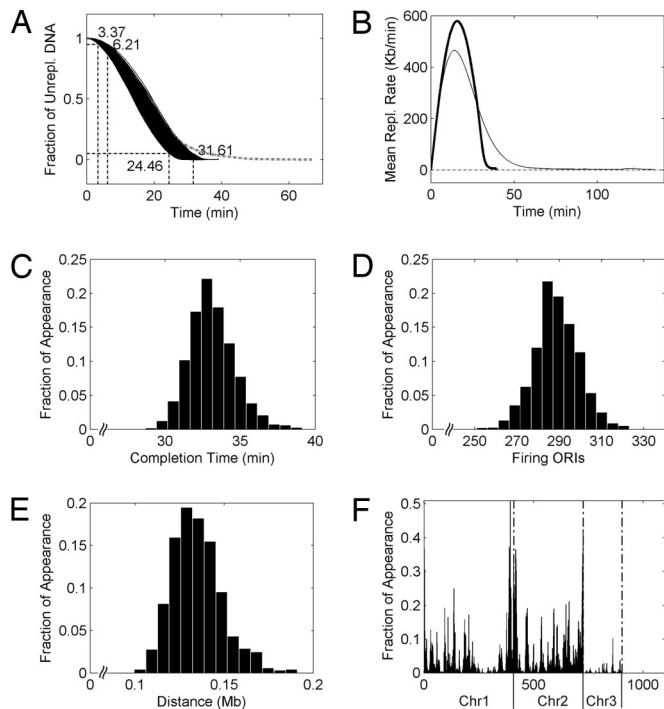 A
Fraction of Unrepl. DNA
1
0.5
0
3.37
6.21
24.46
31.61
0 20 40 60
Time (min)
B
Mean Repl. Rate (Kb/min)
600
400
200
0
0 50 100
Time (min)
C
Fraction of Appearance
0.25
0.2
0.15
0.1
0.05
0
0 30 35 40
Completion Time (min)
D
Fraction of Appearance
0.25
0.2
0.15
0.1
0.05
0
0 250 270 290 310 330
Firing ORIs
E
Fraction of Appearance
0.2
0.15
0.1
0.05
0
0 0.1 0.15 0.2
Distance (Mb)
F
Fraction of Appearance
0.5
0.4
0.3
0.2
0.1
0
0 500 1000
Chr1 Chr2 Chr3